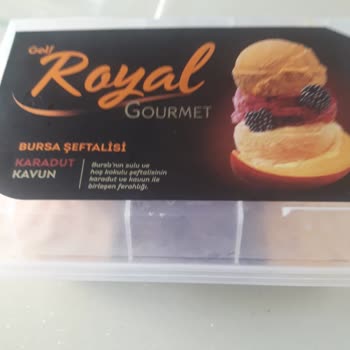 Golf
Royal
GOURMET
BURSA ŞEFTALİSİ
KARADUT
KAVUN
Bursa'nın sulu ve
hoş kokulu şeftalisinin
karadut ve kavun ile
birleşen ferahlığı.